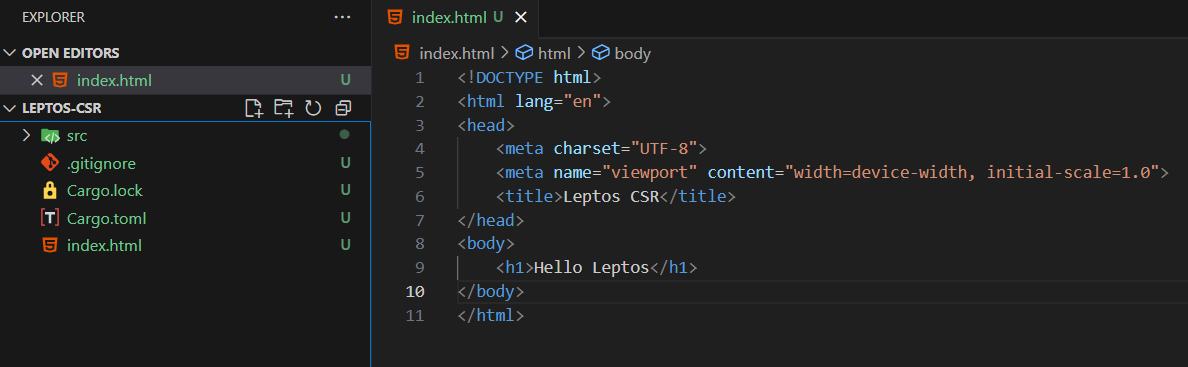 EXPLORER
OPEN EDITORS
index.html U
LEPTOS-CSR
src
.gitignore U
Cargo.lock U
Cargo.toml U
index.html U
index.html U
index.html > html > body
1 <!DOCTYPE html>
2 <html lang="en">
3 <head>
4     <meta charset="UTF-8">
5     <meta name="viewport" content="width=device-width, initial-scale=1.0">
6     <title>Leptos CSR</title>
7 </head>
8 <body>
9     <h1>Hello Leptos</h1>
10 </body>
11 </html>